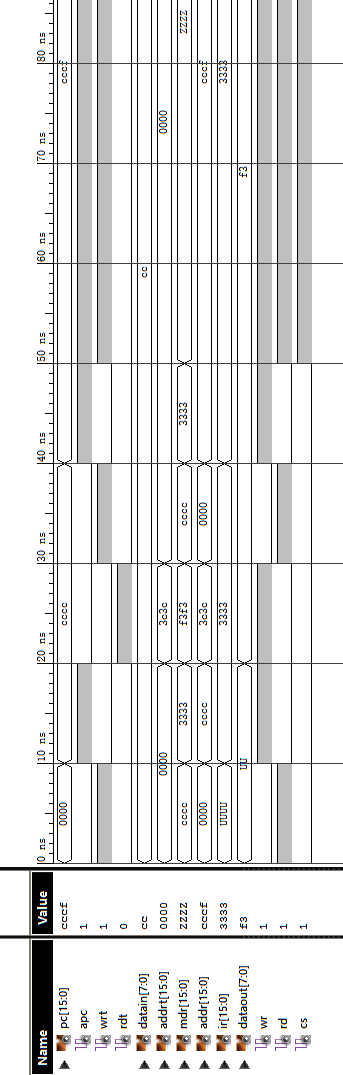 Name Value 0 ns 10 ns 20 ns 30 ns 40 ns 50 ns 60 ns 70 ns 80 ns
pc[15:0] cccf 0000 cccc cccf
apc 1
wrt 1
rdt 0
datain[7:0] cc cc
addrt[15:0] 0000 0000 3c3c 0000
mdr[15:0] ZZZZ cccc 3333 f3f3 cccc 3333 ZZZZ
addr[15:0] cccf 0000 cccc 3c3c 0000 cccf
ir[15:0] 3333 UUUU 3333 3333
dataout[7:0] f3 UU f3
wr 1
rd 1
cs 1